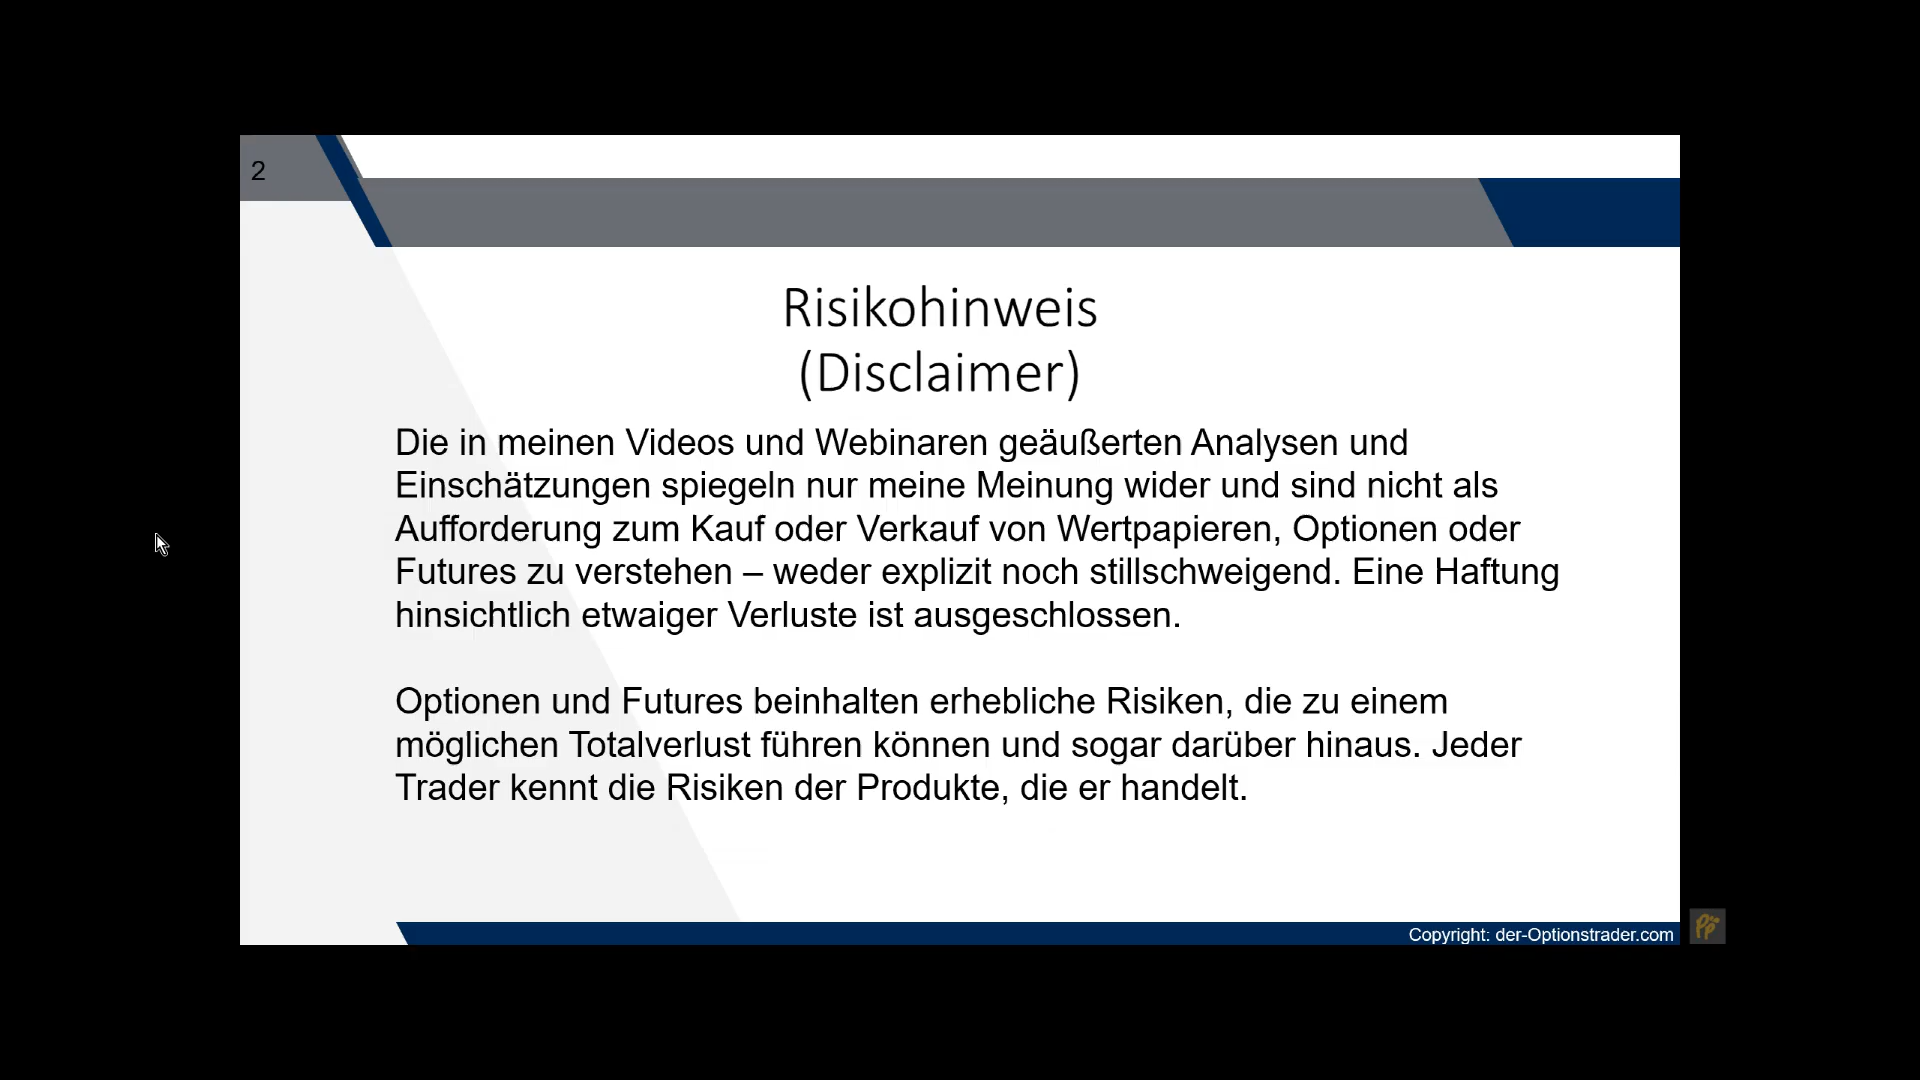 2
Risikohinweis
(Disclaimer)
Die in meinen Videos und Webinaren geäußerten Analysen und
Einschätzungen spiegeln nur meine Meinung wider und sind nicht als
Aufforderung zum Kauf oder Verkauf von Wertpapieren, Optionen oder
Futures zu verstehen – weder explizit noch stillschweigend. Eine Haftung
hinsichtlich etwaiger Verluste ist ausgeschlossen.
Optionen und Futures beinhalten erhebliche Risiken, die zu einem
möglichen Totalverlust führen können und sogar darüber hinaus. Jeder
Trader kennt die Risiken der Produkte, die er handelt.
Copyright: der-Optionstrader.com